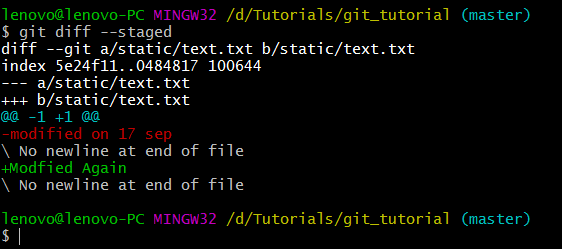 lenovo@lenovo-PC MINGW32 /d/Tutorials/git_tutorial (master)
$ git diff --staged
diff --git a/static/text.txt b/static/text.txt
index 5e24f11..0484817 100644
--- a/static/text.txt
+++ b/static/text.txt
@@ -1 +1 @@
-modified on 17 sep
\ No newline at end of file
+Modfied Again
\ No newline at end of file
lenovo@lenovo-PC MINGW32 /d/Tutorials/git_tutorial (master)
$